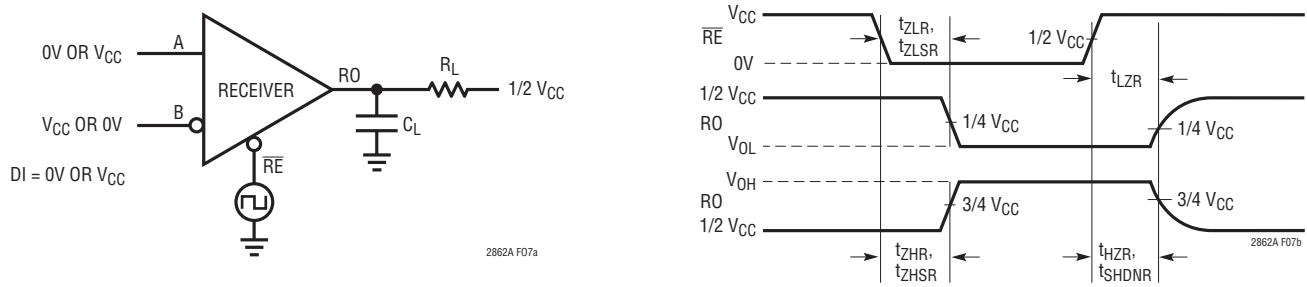 0V OR VCC
A
VCC OR 0V
B
RECEIVER
RO
RL
1/2 VCC
CL
RE
DI = 0V OR VCC
2862A F07a
VCC
RE
0V
tZLR,
tZLSR
1/2 VCC
tLZR
1/2 VCC
RO
VOL
1/4 VCC
1/4 VCC
VOH
RO
1/2 VCC
3/4 VCC
3/4 VCC
tZHR,
tZHSR
tHZR,
tSHDNR
2862A F07b